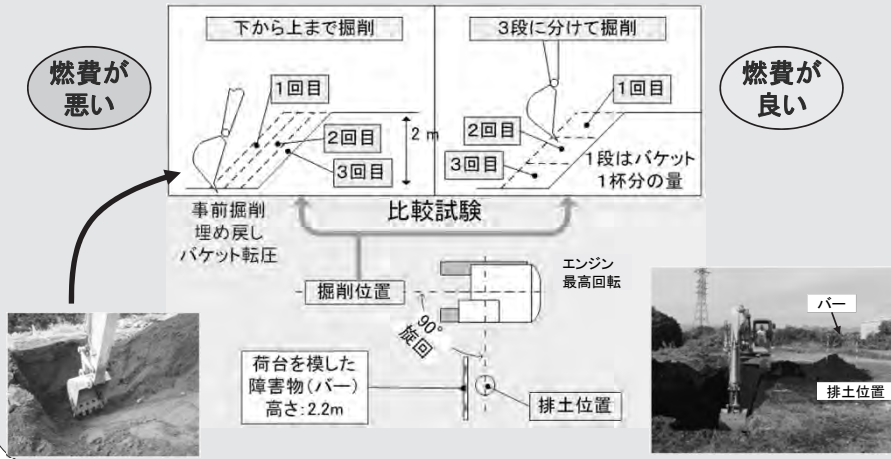 下から上まで掘削
3段に分けて掘削
燃費が
悪い
燃費が
良い
1回目
2回目
3回目
2 m
1回目
2回目
3回目
1段はバケット
1杯分の量
事前掘削
埋め戻し
バケット転圧
比較試験
掘削位置
エンジン
最高回転
90°
旋回
荷台を模した
障害物(バー)
高さ:2.2m
排土位置
バー
排土位置